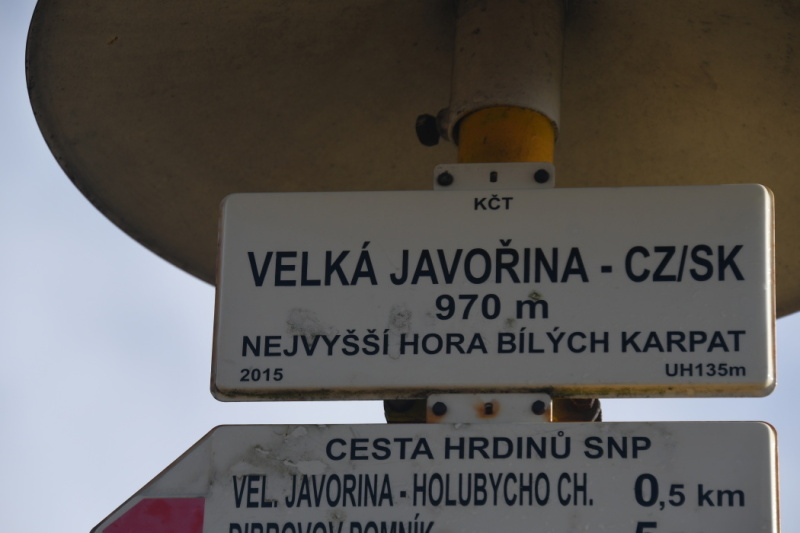 KČT
VELKÁ JAVOŘINA - CZ/SK
970 m
NEJVYŠŠÍ HORA BÍLÝCH KARPAT
2015 UH135m
CESTA HRDINŮ SNP
VEL. JAVORINA - HOLUBYCHO CH. 0,5 km